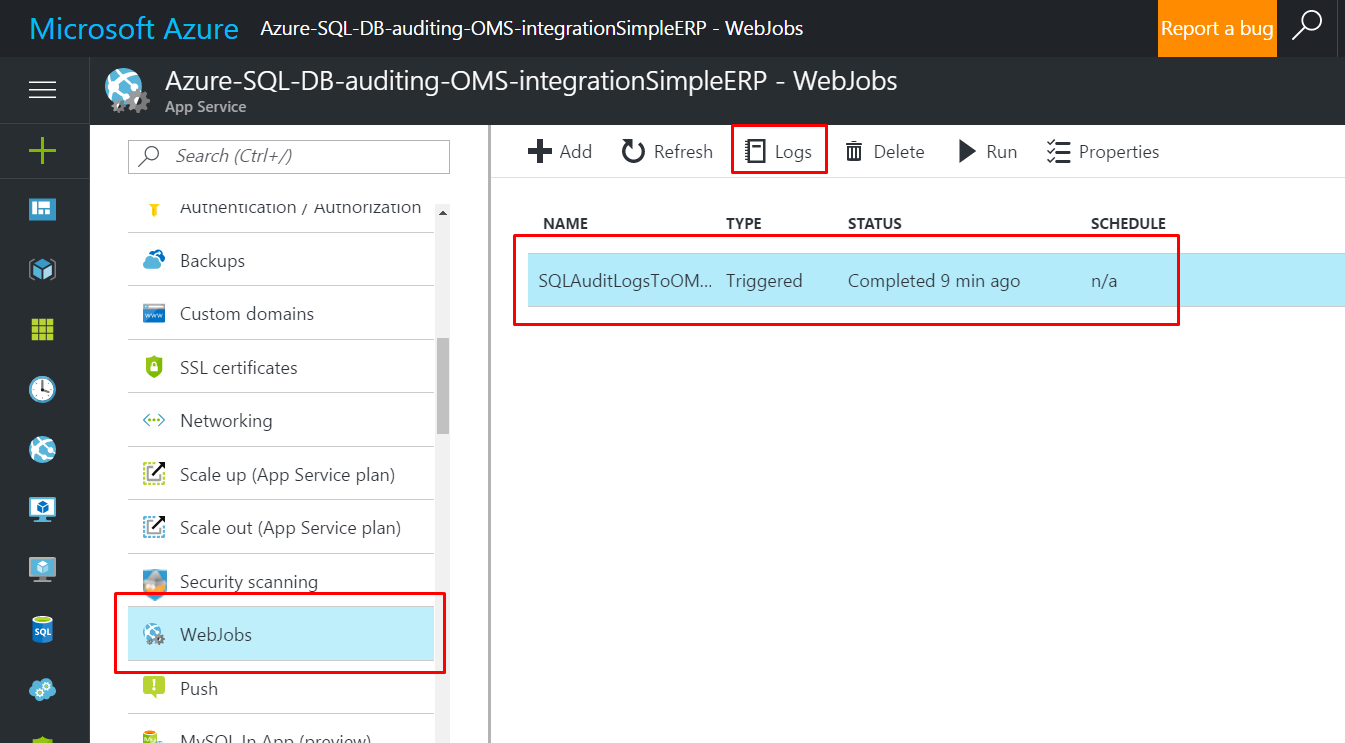 Microsoft Azure Azure-SQL-DB-auditing-OMS-integrationSimpleERP - WebJobs Report a bug
Azure-SQL-DB-auditing-OMS-integrationSimpleERP - WebJobs
App Service
Search (Ctrl+/)
Authentication / Authorization
Backups
Custom domains
www
SSL certificates
Networking
Scale up (App Service plan)
Scale out (App Service plan)
Security scanning
WebJobs
Push
MySQL In App (preview)
SQL
Add Refresh Logs Delete Run Properties
NAME TYPE STATUS SCHEDULE
SQLAuditLogsToOM... Triggered Completed 9 min ago n/a